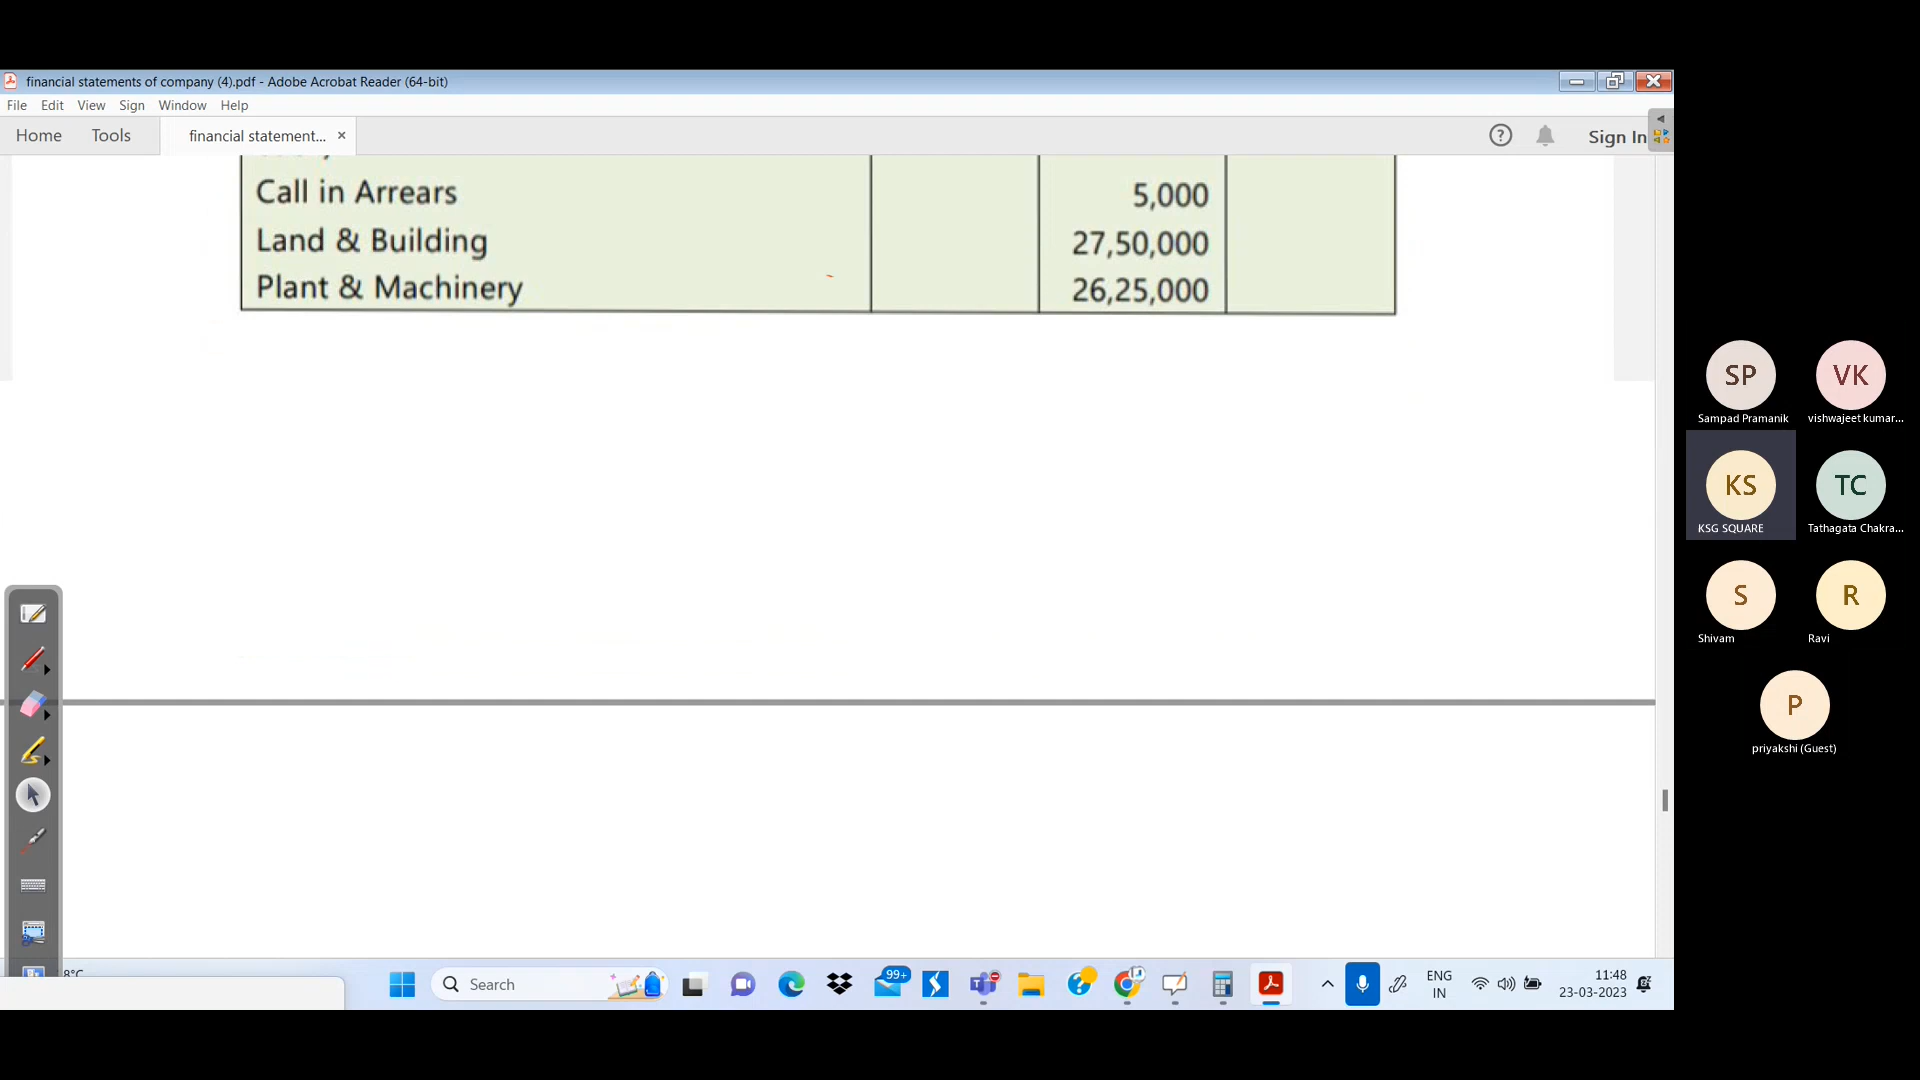 financial statements of company (4).pdf - Adobe Acrobat Reader (64-bit)
File Edit View Sign Window Help
Home Tools financial statement... × Sign In
Call in Arrears 5,000
Land & Building 27,50,000
Plant & Machinery 26,25,000
SP VK
Sampad Pramanik vishwajeet kumar...
KS TC
KSG SQUARE Tathagata Chakra...
S R
Shivam Ravi
P
priyakshi (Guest)
8°C
Search 99+ ENG 11:48
IN 23-03-2023